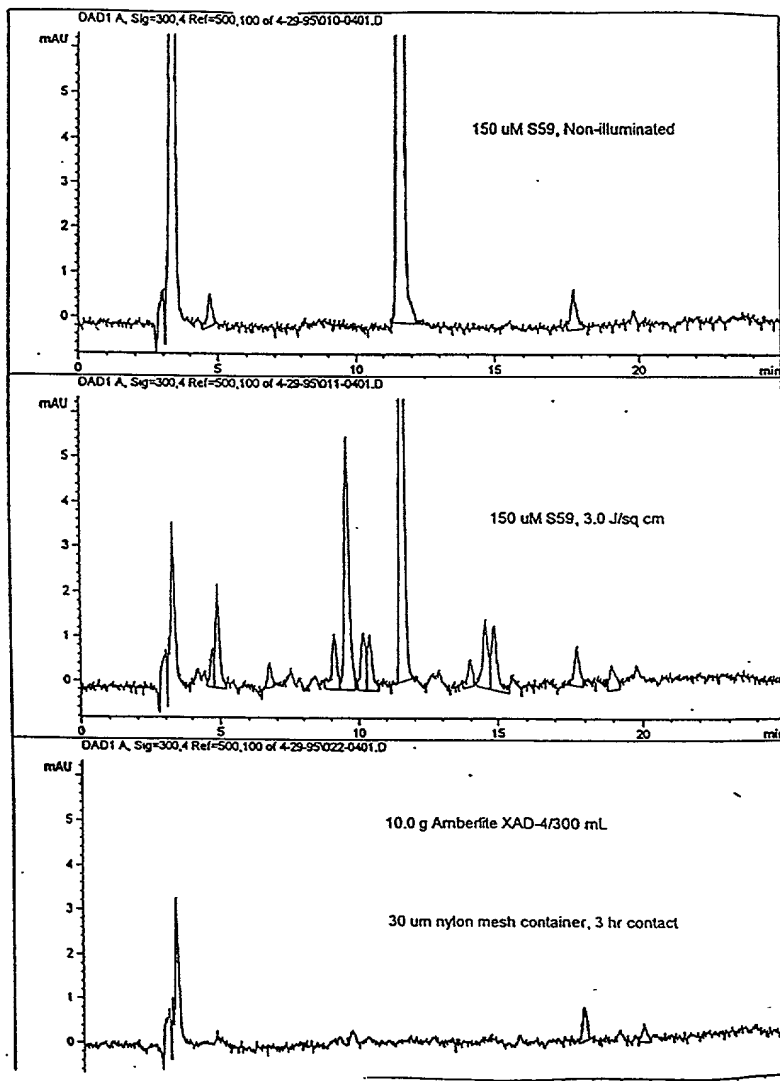 DAD1 A, Sig=300,4 Ref=500,100 of 4-29-95\010-0401.D
mAU
5
4
3
2
1
0
150 uM S59, Non-illuminated
0 5 10 15 20 min
DAD1 A, Sig=300,4 Ref=500,100 of 4-29-95\011-0401.D
mAU
5
4
3
2
1
0
150 uM S59, 3.0 J/sq cm
0 5 10 15 20 min
DAD1 A, Sig=300,4 Ref=500,100 of 4-29-95\022-0401.D
mAU
5
4
3
2
1
0
10.0 g Amberlite XAD-4/300 mL
30 um nylon mesh container, 3 hr contact